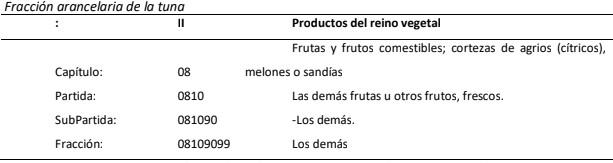 Fracción arancelaria de la tuna
: II Productos del reino vegetal
Frutas y frutos comestibles; cortezas de agrios (cítricos),
Capítulo: 08 melones o sandías
Partida: 0810 Las demás frutas u otros frutos, frescos.
SubPartida: 081090 -Los demás.
Fracción: 08109099 Los demás